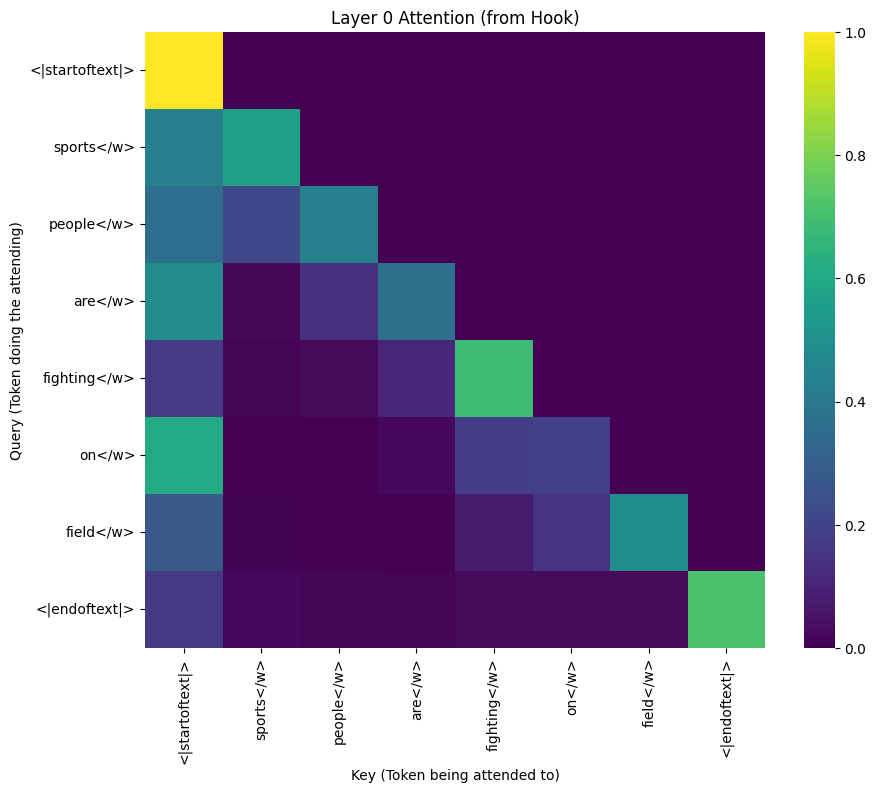 Layer 0 Attention (from Hook)
Query (Token doing the attending)
<|startoftext|>
sports</w>
people</w>
are</w>
fighting</w>
on</w>
field</w>
<|endoftext|>
1.0
0.8
0.6
0.4
0.2
0.0
<|startoftext|>
sports</w>
people</w>
are</w>
fighting</w>
on</w>
field</w>
<|endoftext|>
Key (Token being attended to)